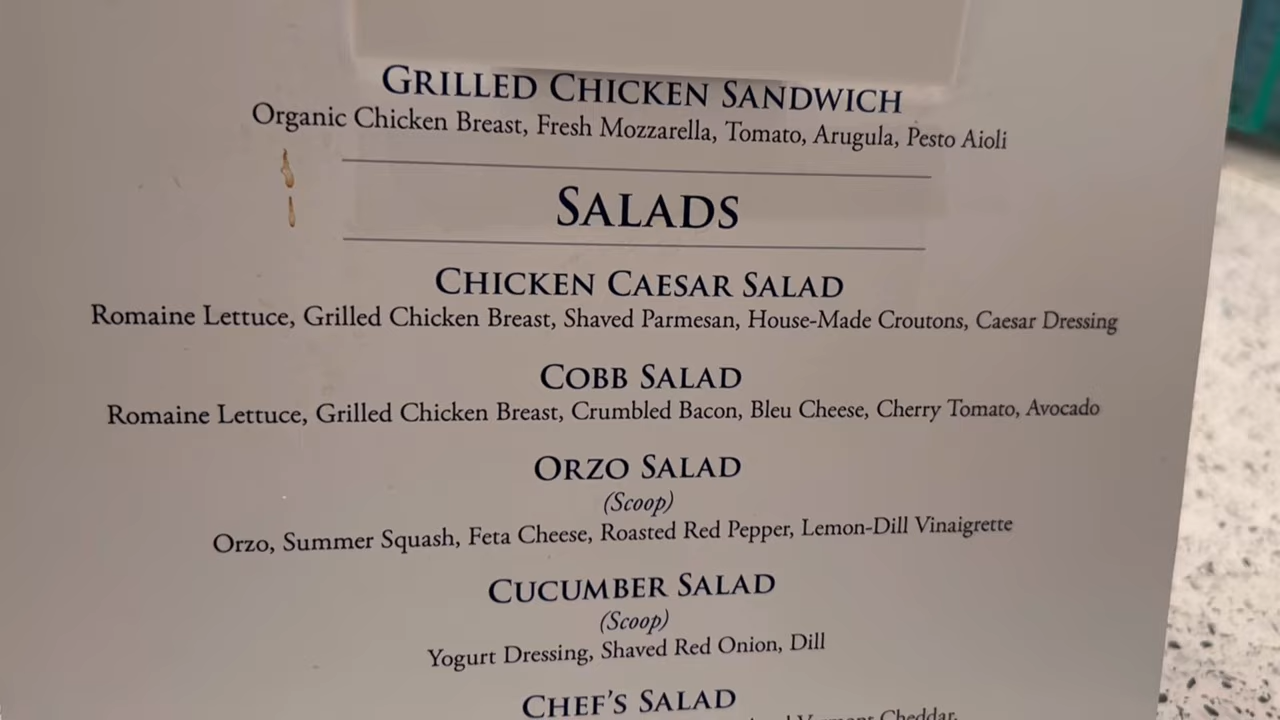 GRILLED CHICKEN SANDWICH
Organic Chicken Breast, Fresh Mozzarella, Tomato, Arugula, Pesto Aioli
SALADS
CHICKEN CAESAR SALAD
Romaine Lettuce, Grilled Chicken Breast, Shaved Parmesan, House-Made Croutons, Caesar Dressing
COBB SALAD
Romaine Lettuce, Grilled Chicken Breast, Crumbled Bacon, Bleu Cheese, Cherry Tomato, Avocado
ORZO SALAD
(Scoop)
Orzo, Summer Squash, Feta Cheese, Roasted Red Pepper, Lemon-Dill Vinaigrette
CUCUMBER SALAD
(Scoop)
Yogurt Dressing, Shaved Red Onion, Dill
CHEF'S SALAD
Cheddar,